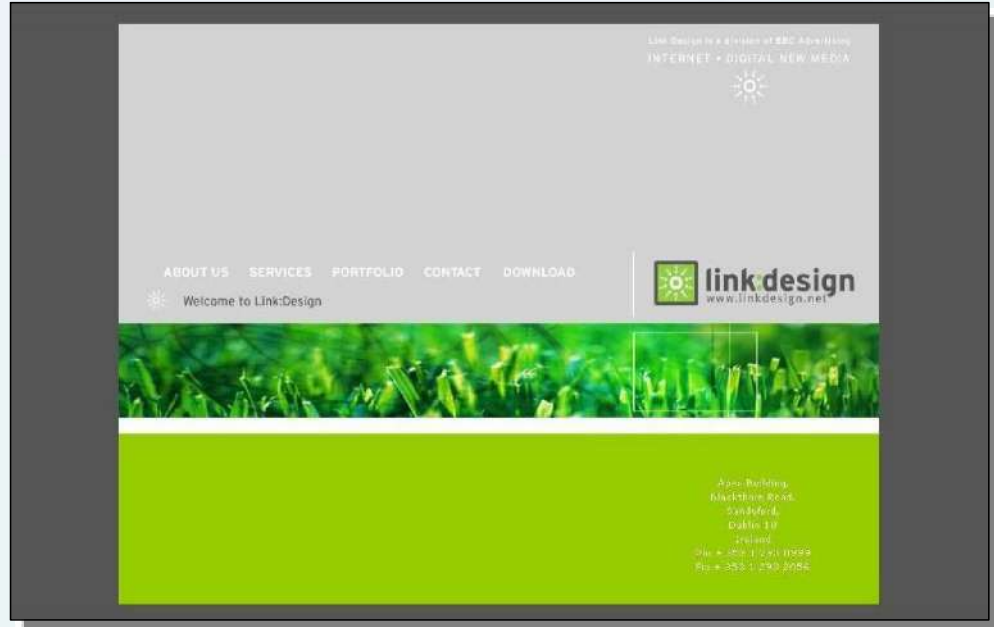 Link Design is a division of BBC Advertising
INTERNET • DIGITAL NEW MEDIA
ABOUT US SERVICES PORTFOLIO CONTACT DOWNLOAD
Welcome to Link:Design
link:design
www.linkdesign.net
Apex Building,
Blackthorn Road,
Sandyford,
Dublin 18
Ireland